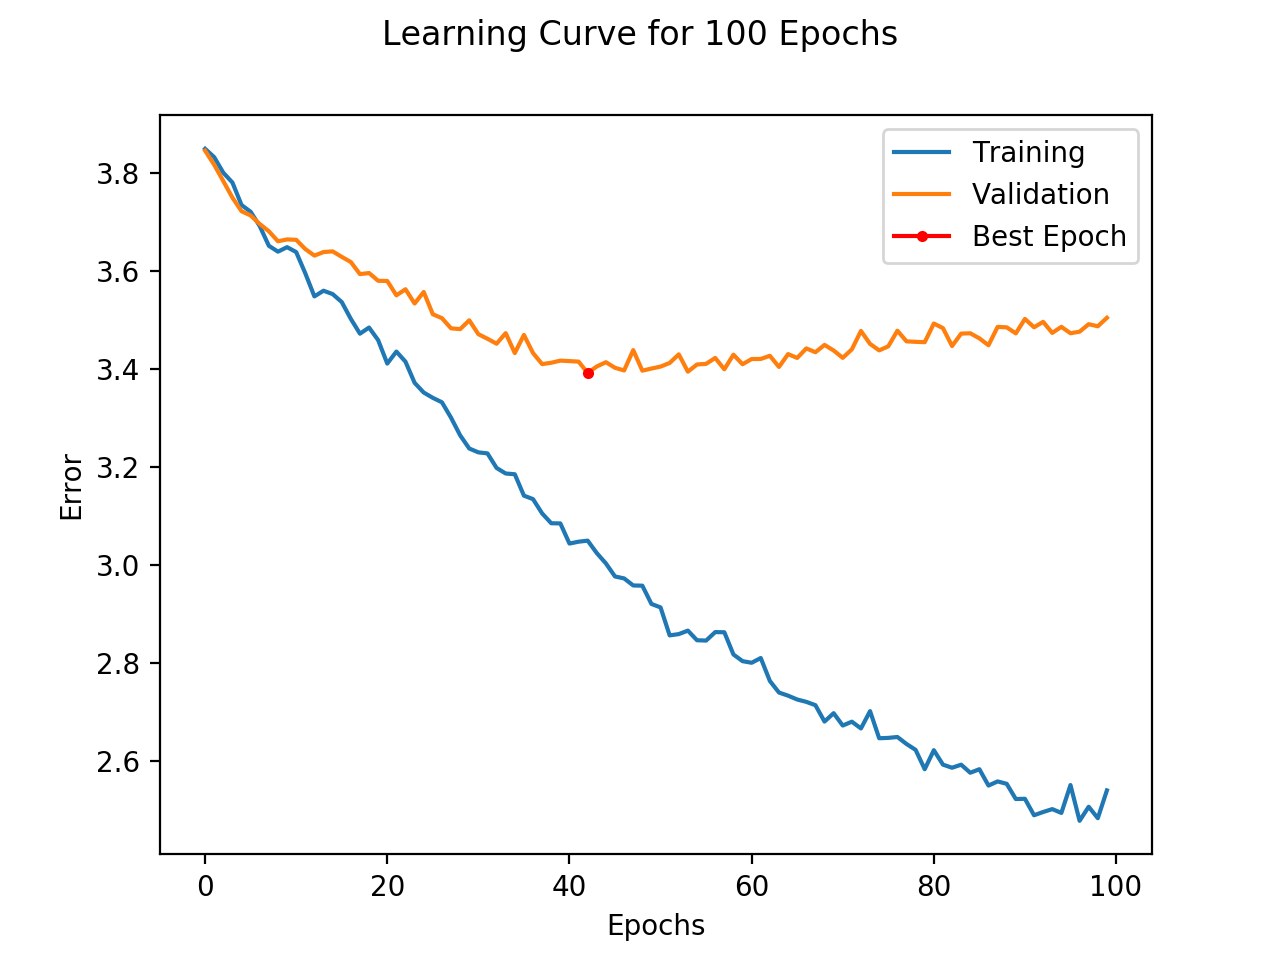 Learning Curve for 100 Epochs
Training
Validation
Best Epoch
3.8
3.6
3.4
3.2
3.0
2.8
2.6
Error
0 20 40 60 80 100
Epochs